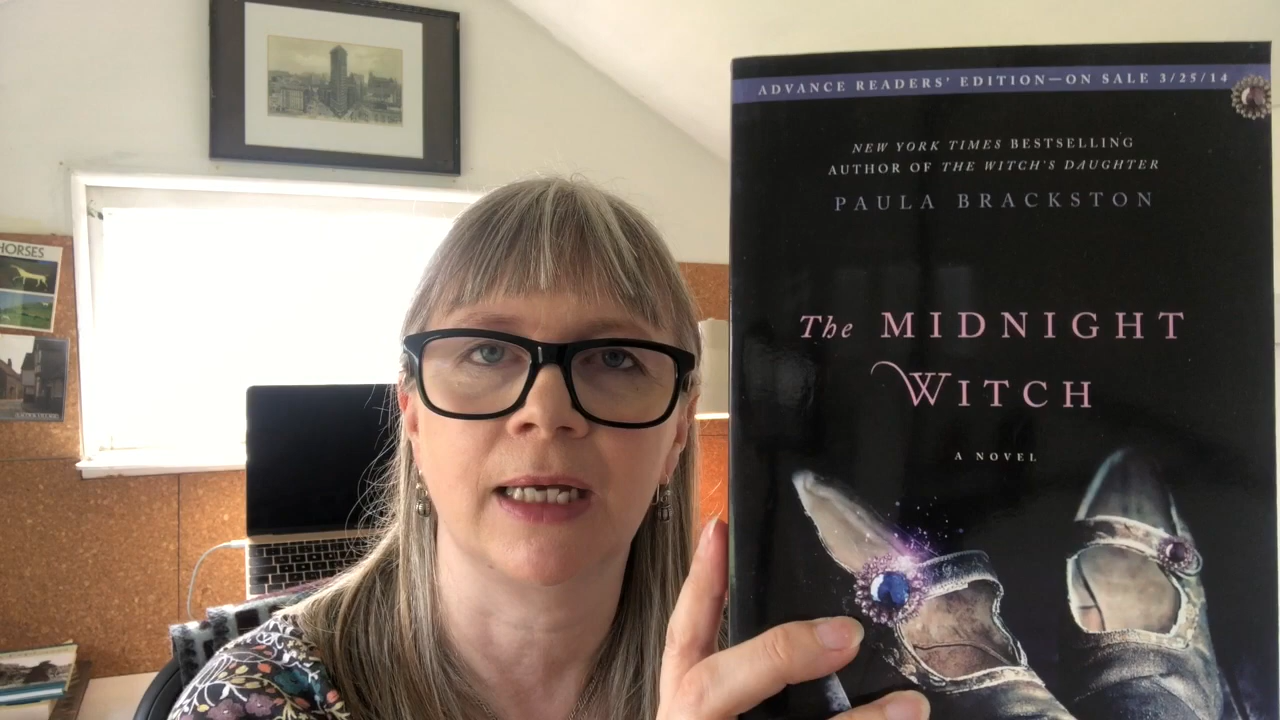 HORSES
ADVANCE READERS' EDITION—ON SALE 3/25/14
NEW YORK TIMES BESTSELLING
AUTHOR OF THE WITCH'S DAUGHTER
PAULA BRACKSTON
The MIDNIGHT
WITCH
A NOVEL